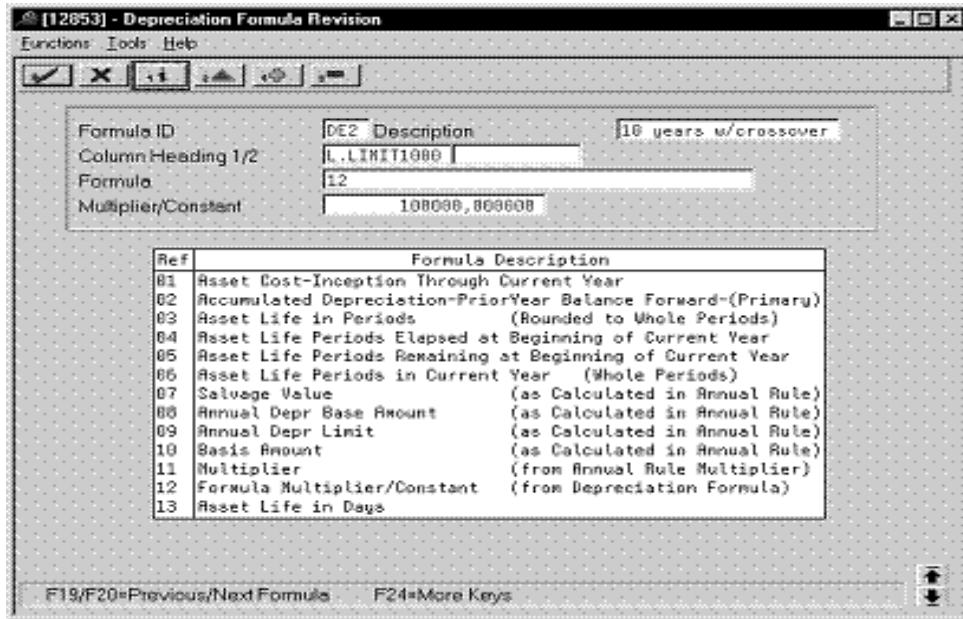 [12853] - Depreciation Formula Revision
Functions Tools Help
Formula ID DE2 Description 10 years w/crossover
Column Heading 1/2 L.LIMIT1000
Formula 12
Multiplier/Constant
Ref Formula Description
01 Asset Cost-Inception Through Current Year
02 Accumulated Depreciation-PriorYear Balance Forward-(Primary)
03 Asset Life in Periods (Rounded to Whole Periods)
04 Asset Life Periods Elapsed at Beginning of Current Year
05 Asset Life Periods Remaining at Beginning of Current Year
06 Asset Life Periods in Current Year (Whole Periods)
07 Salvage Value (as Calculated in Annual Rule)
08 Annual Depr Base Amount (as Calculated in Annual Rule)
09 Annual Depr Limit (as Calculated in Annual Rule)
10 Basis Amount (as Calculated in Annual Rule)
11 Multiplier (from Annual Rule Multiplier)
12 Formula Multiplier/Constant (from Depreciation Formula)
13 Asset Life in Days
F19/F20=Previous/Next Formula F24=More Keys